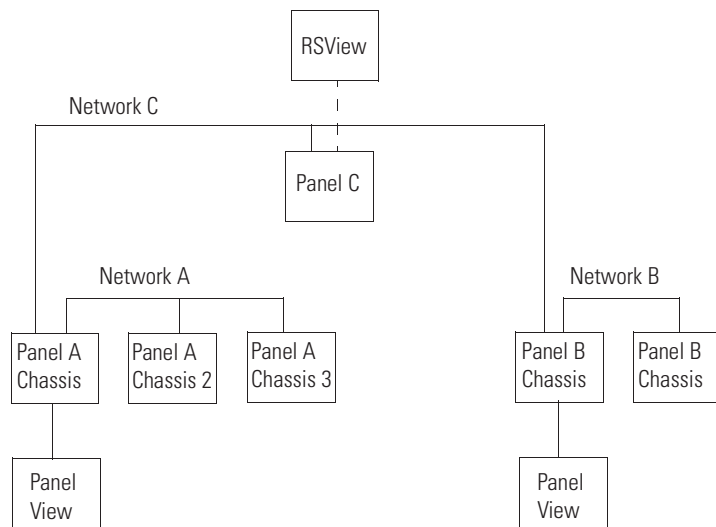 RSView
Network C
Panel C
Network A
Network B
Panel A
Chassis
Panel A
Chassis 2
Panel A
Chassis 3
Panel B
Chassis
Panel B
Chassis
Panel
View
Panel
View